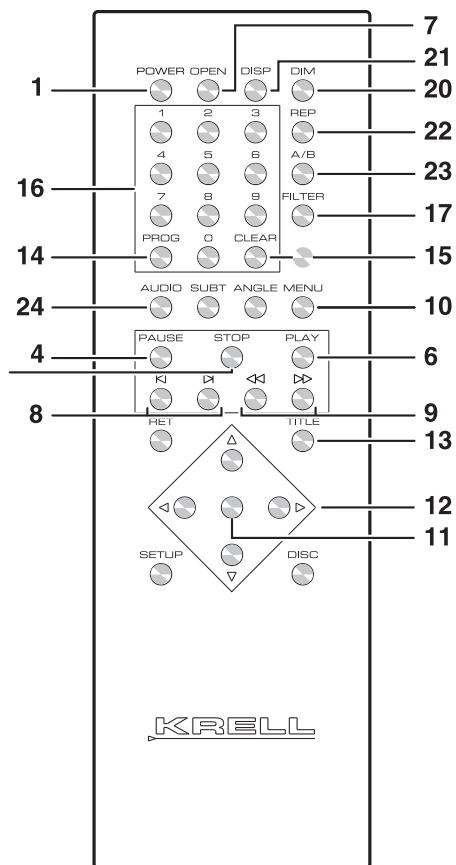 7
21
POWER OPEN DISP DIM
1 20
1 2 3 REP
22
4 5 6 A/B
16 23
7 8 9 FILTER
17
PROG 0 CLEAR
14 15
AUDIO SUBT ANGLE MENU
24 10
PAUSE STOP PLAY
4 6
8 9
RET TITLE
13
12
11
SETUP DISC
KRELL